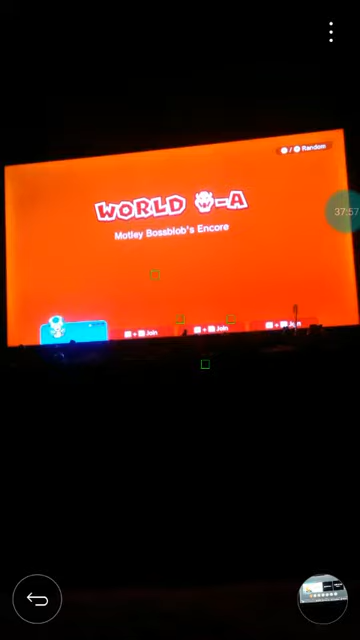 / Random
WORLD -A
Motley Bossblob's Encore
37:57
+ Join
+ Join
+ Join